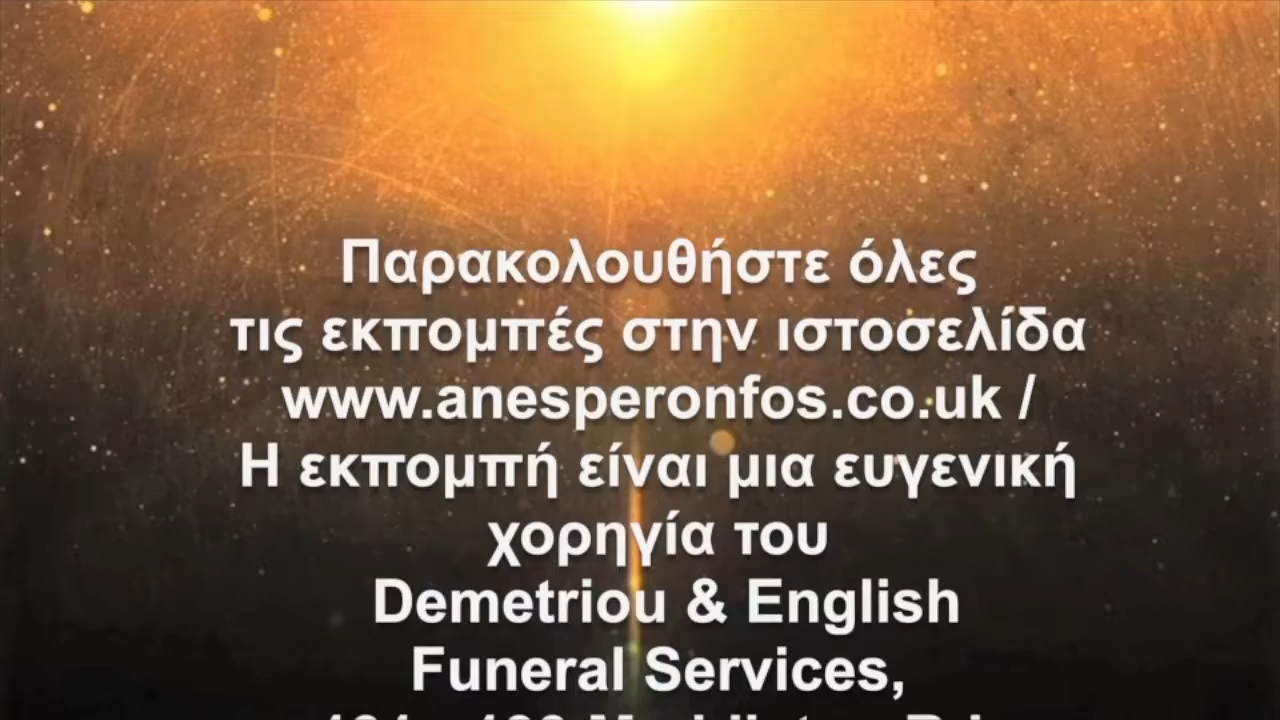 Παρακολουθήστε όλες
τις εκπομπές στην ιστοσελίδα
www.anesperonfos.co.uk /
Η εκπομπή είναι μια ευγενική
χορηγία του
Demetriou & English
Funeral Services,